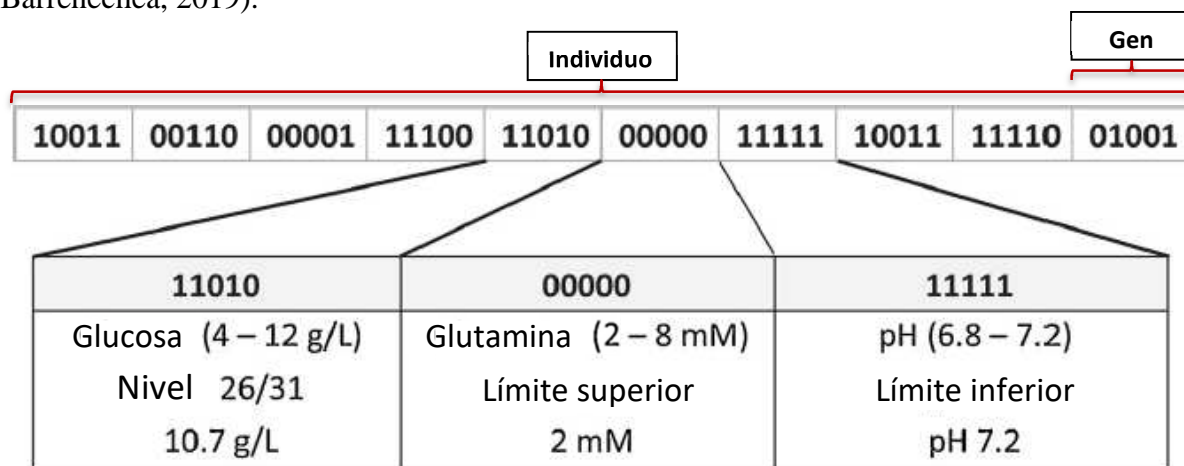 Barrenechea, 2019).
Individuo
Gen
10011 00110 00001 11100 11010 00000 11111 10011 11110 01001
11010 00000 11111
Glucosa (4 – 12 g/L) Glutamina (2 – 8 mM) pH (6.8 – 7.2)
Nivel 26/31 Límite superior Límite inferior
10.7 g/L 2 mM pH 7.2